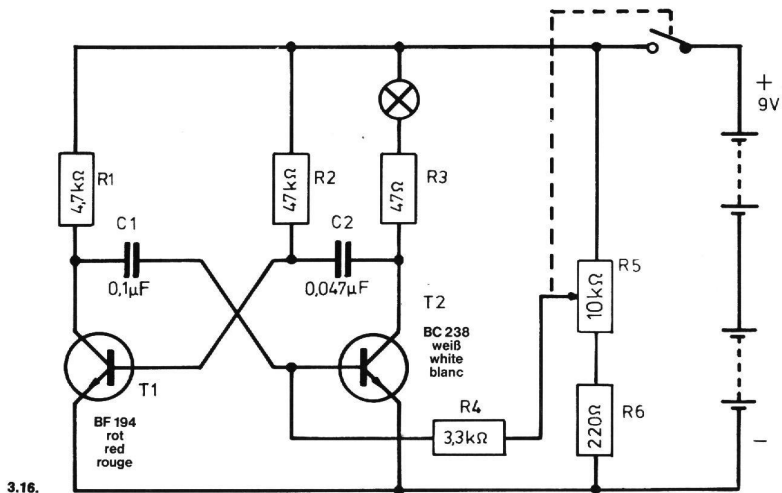 +
9V
R1
4,7kΩ
R2
47kΩ
R3
47Ω
C1
0,1µF
C2
0,047µF
R5
10kΩ
T2
BC 238
weiß
white
blanc
T1
BF 194
rot
red
rouge
R4
3,3kΩ
R6
220Ω
−
3.16.